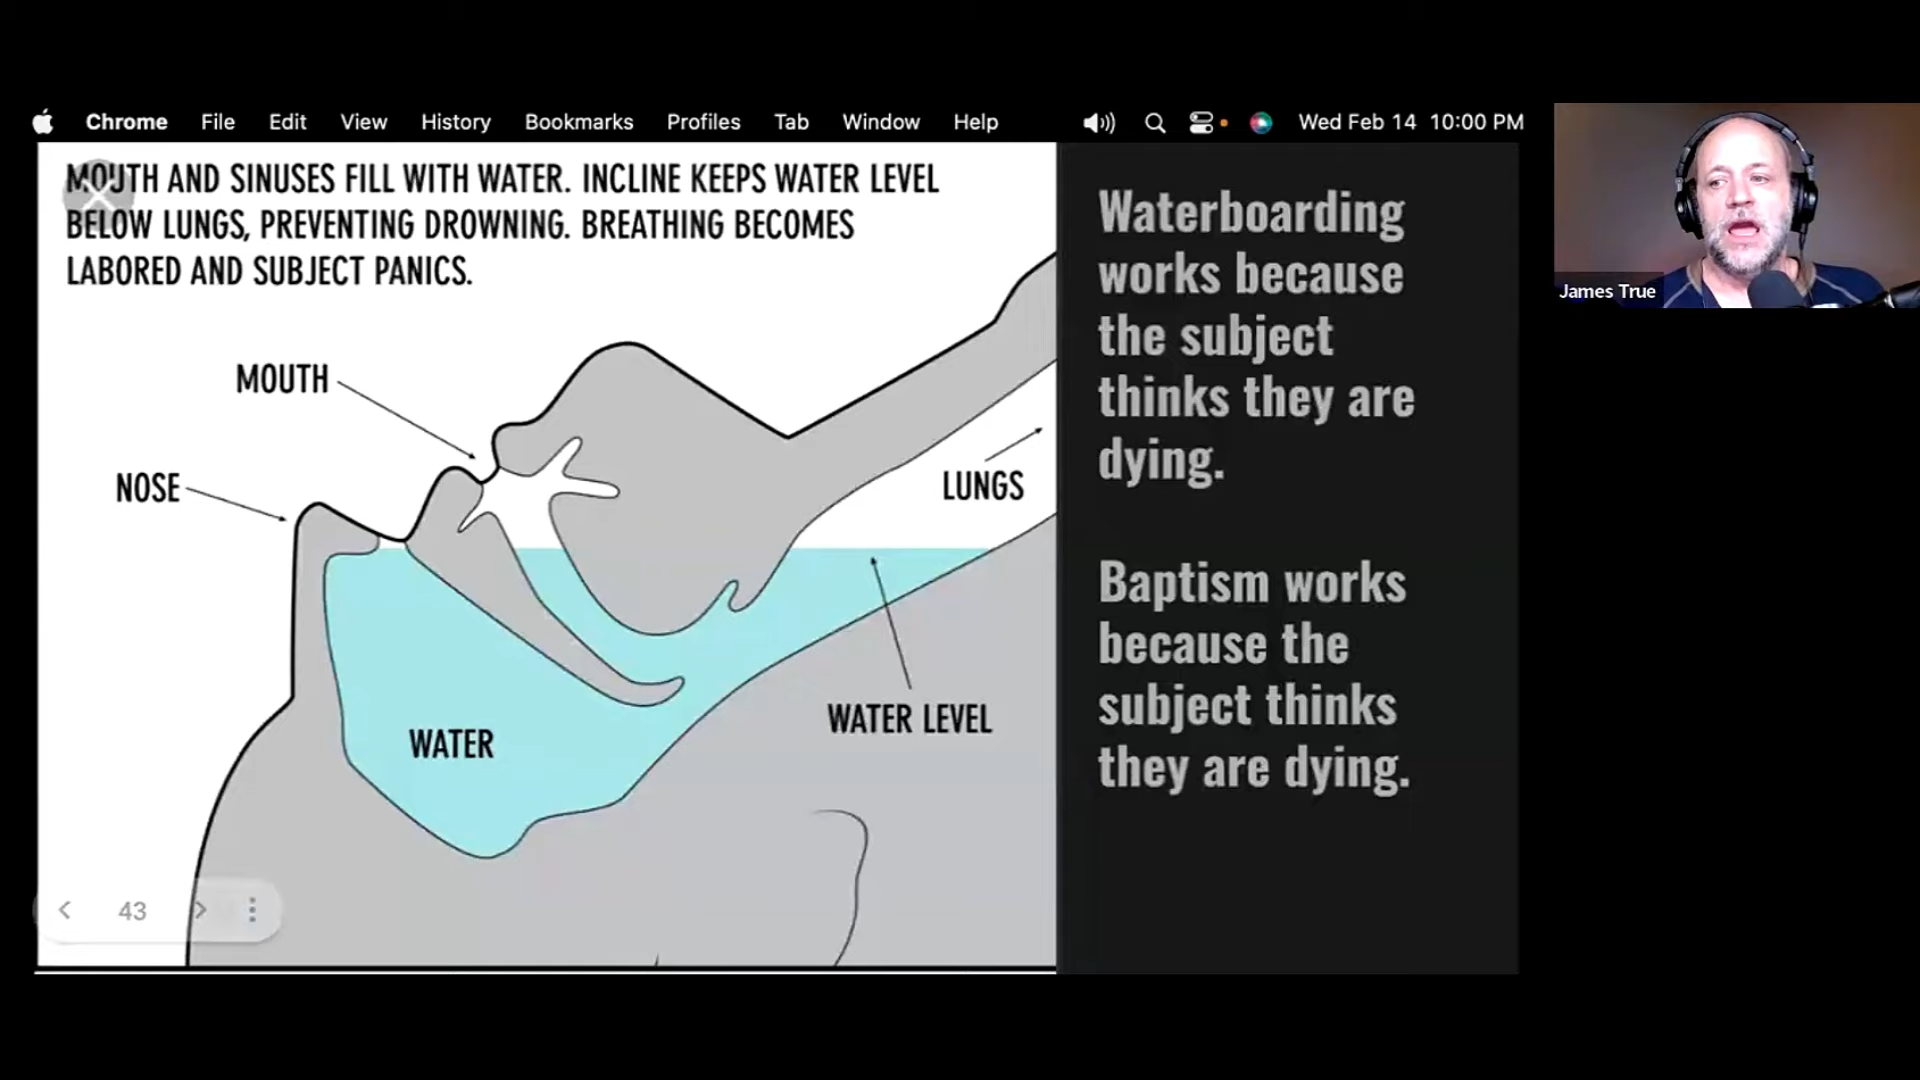 Chrome File Edit View History Bookmarks Profiles Tab Window Help Wed Feb 14 10:00 PM
MOUTH AND SINUSES FILL WITH WATER. INCLINE KEEPS WATER LEVEL
BELOW LUNGS, PREVENTING DROWNING. BREATHING BECOMES
LABORED AND SUBJECT PANICS.
MOUTH
NOSE
LUNGS
WATER LEVEL
WATER
43
Waterboarding
works because
the subject
thinks they are
dying.
Baptism works
because the
subject thinks
they are dying.
James True